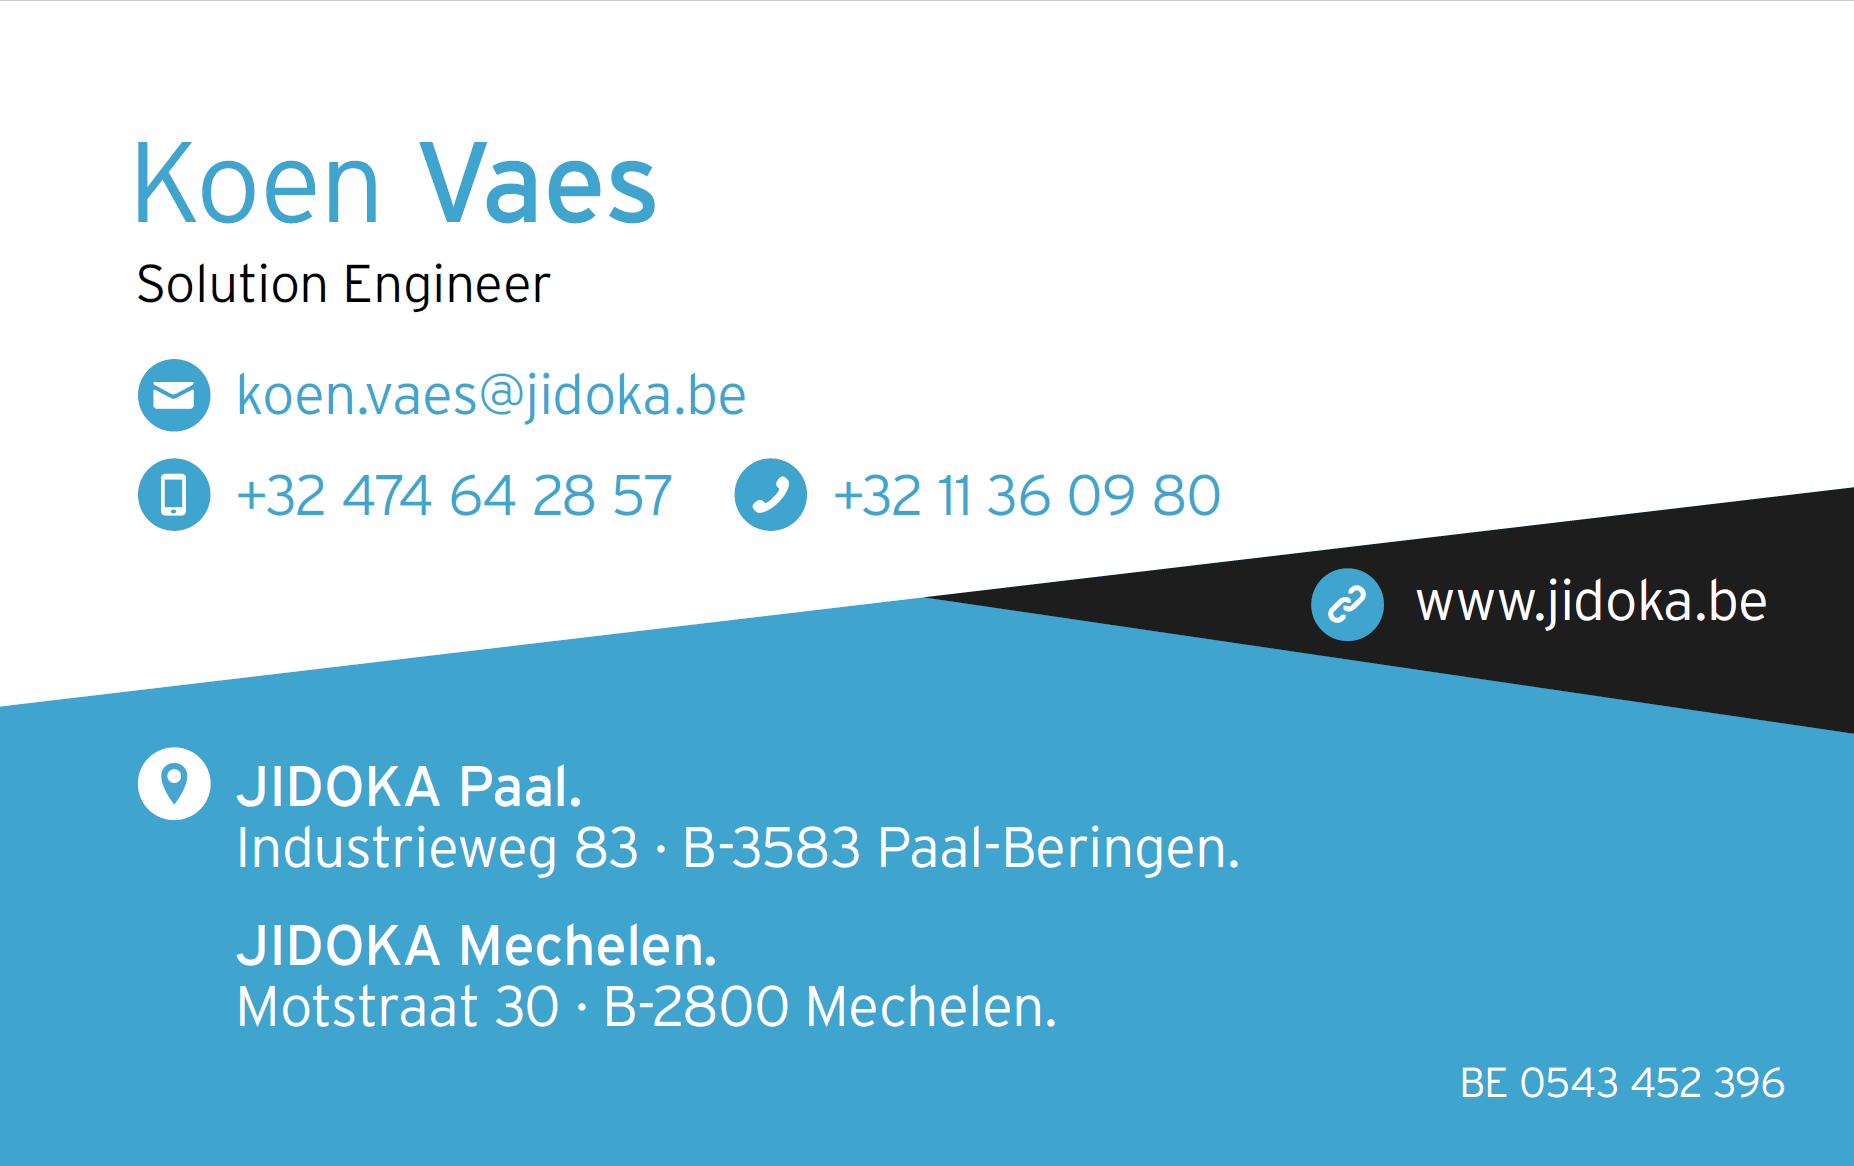 Koen Vaes
Solution Engineer
koen.vaes@jidoka.be
+32 474 64 28 57 +32 11 36 09 80
www.jidoka.be
JIDOKA Paal.
Industrieweg 83 · B-3583 Paal-Beringen.
JIDOKA Mechelen.
Motstraat 30 · B-2800 Mechelen.
BE 0543 452 396